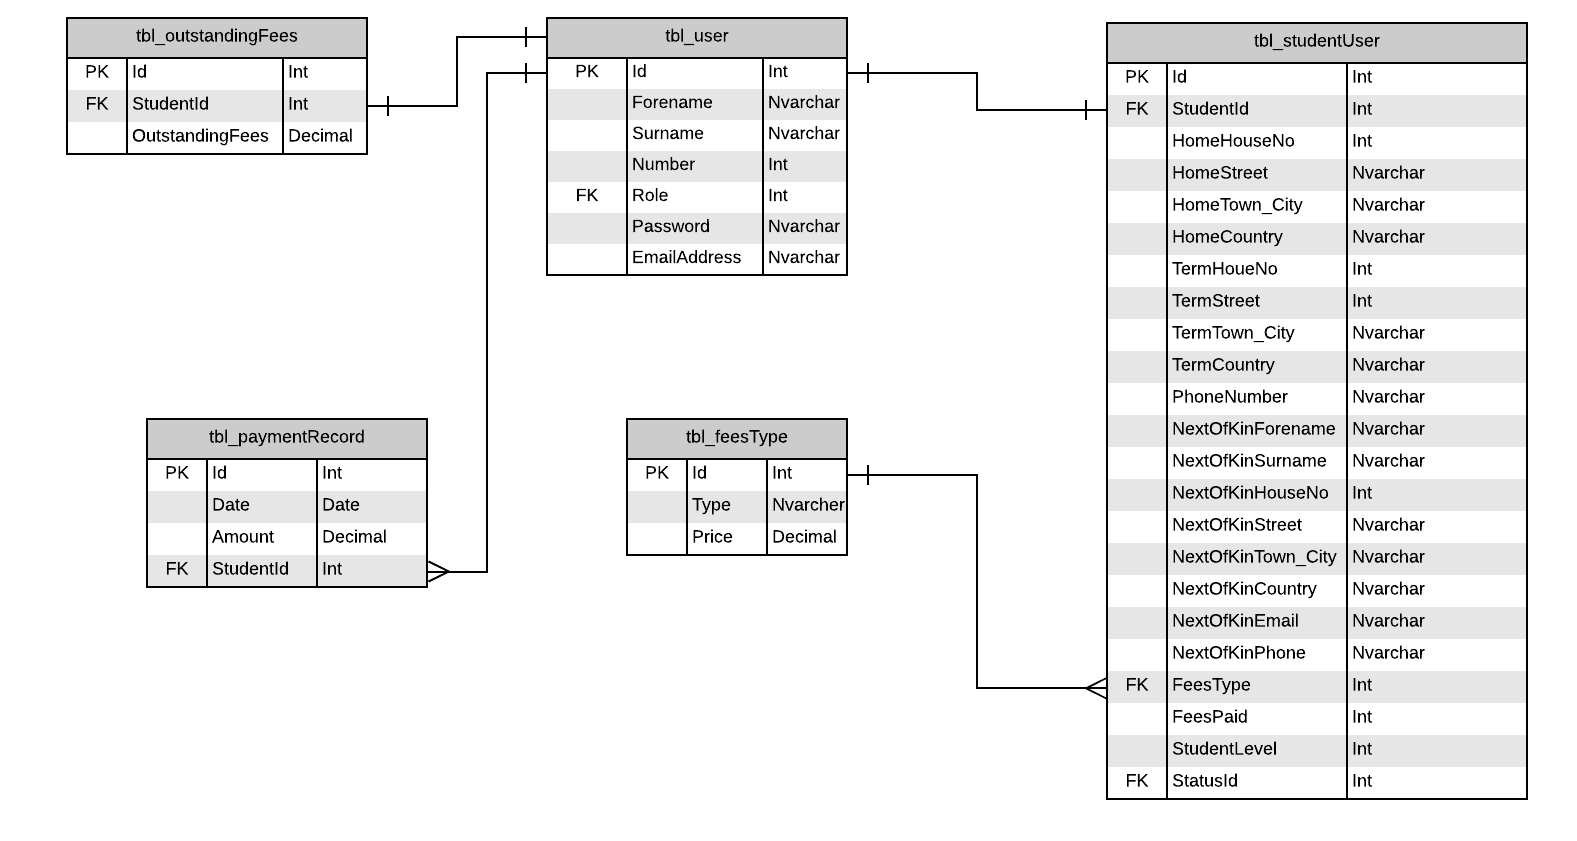 tbl_outstandingFees
PK Id Int
FK StudentId Int
OutstandingFees Decimal
tbl_user
PK Id Int
Forename Nvarchar
Surname Nvarchar
Number Int
FK Role Int
Password Nvarchar
EmailAddress Nvarchar
tbl_studentUser
PK Id Int
FK StudentId Int
HomeHouseNo Int
HomeStreet Nvarchar
HomeTown_City Nvarchar
HomeCountry Nvarchar
TermHoueNo Int
TermStreet Int
TermTown_City Nvarchar
TermCountry Nvarchar
PhoneNumber Nvarchar
NextOfKinForename Nvarchar
NextOfKinSurname Nvarchar
NextOfKinHouseNo Int
NextOfKinStreet Nvarchar
NextOfKinTown_City Nvarchar
NextOfKinCountry Nvarchar
NextOfKinEmail Nvarchar
NextOfKinPhone Nvarchar
FK FeesType Int
FeesPaid Int
StudentLevel Int
FK StatusId Int
tbl_paymentRecord
PK Id Int
Date Date
Amount Decimal
FK StudentId Int
tbl_feesType
PK Id Int
Type Nvarcher
Price Decimal